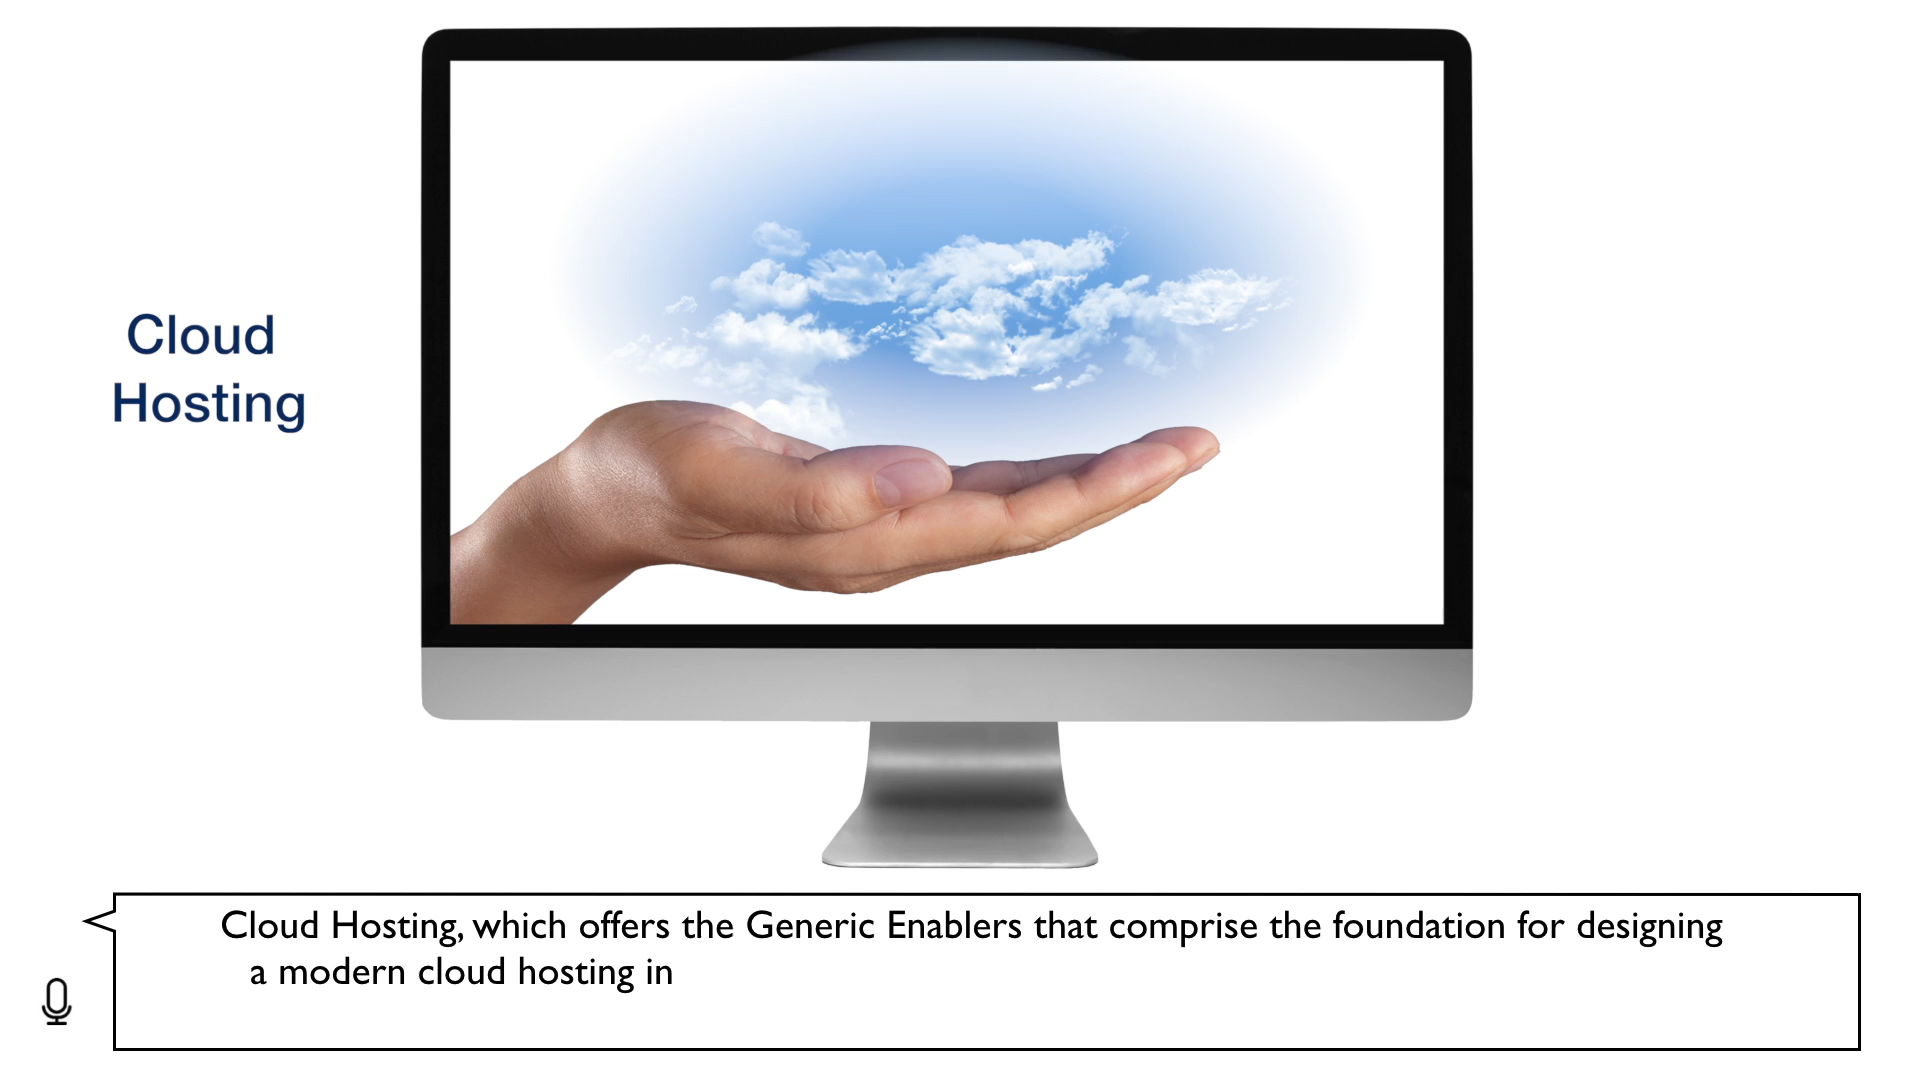 Cloud
Hosting
Cloud Hosting, which offers the Generic Enablers that comprise the foundation for designing
a modern cloud hosting in